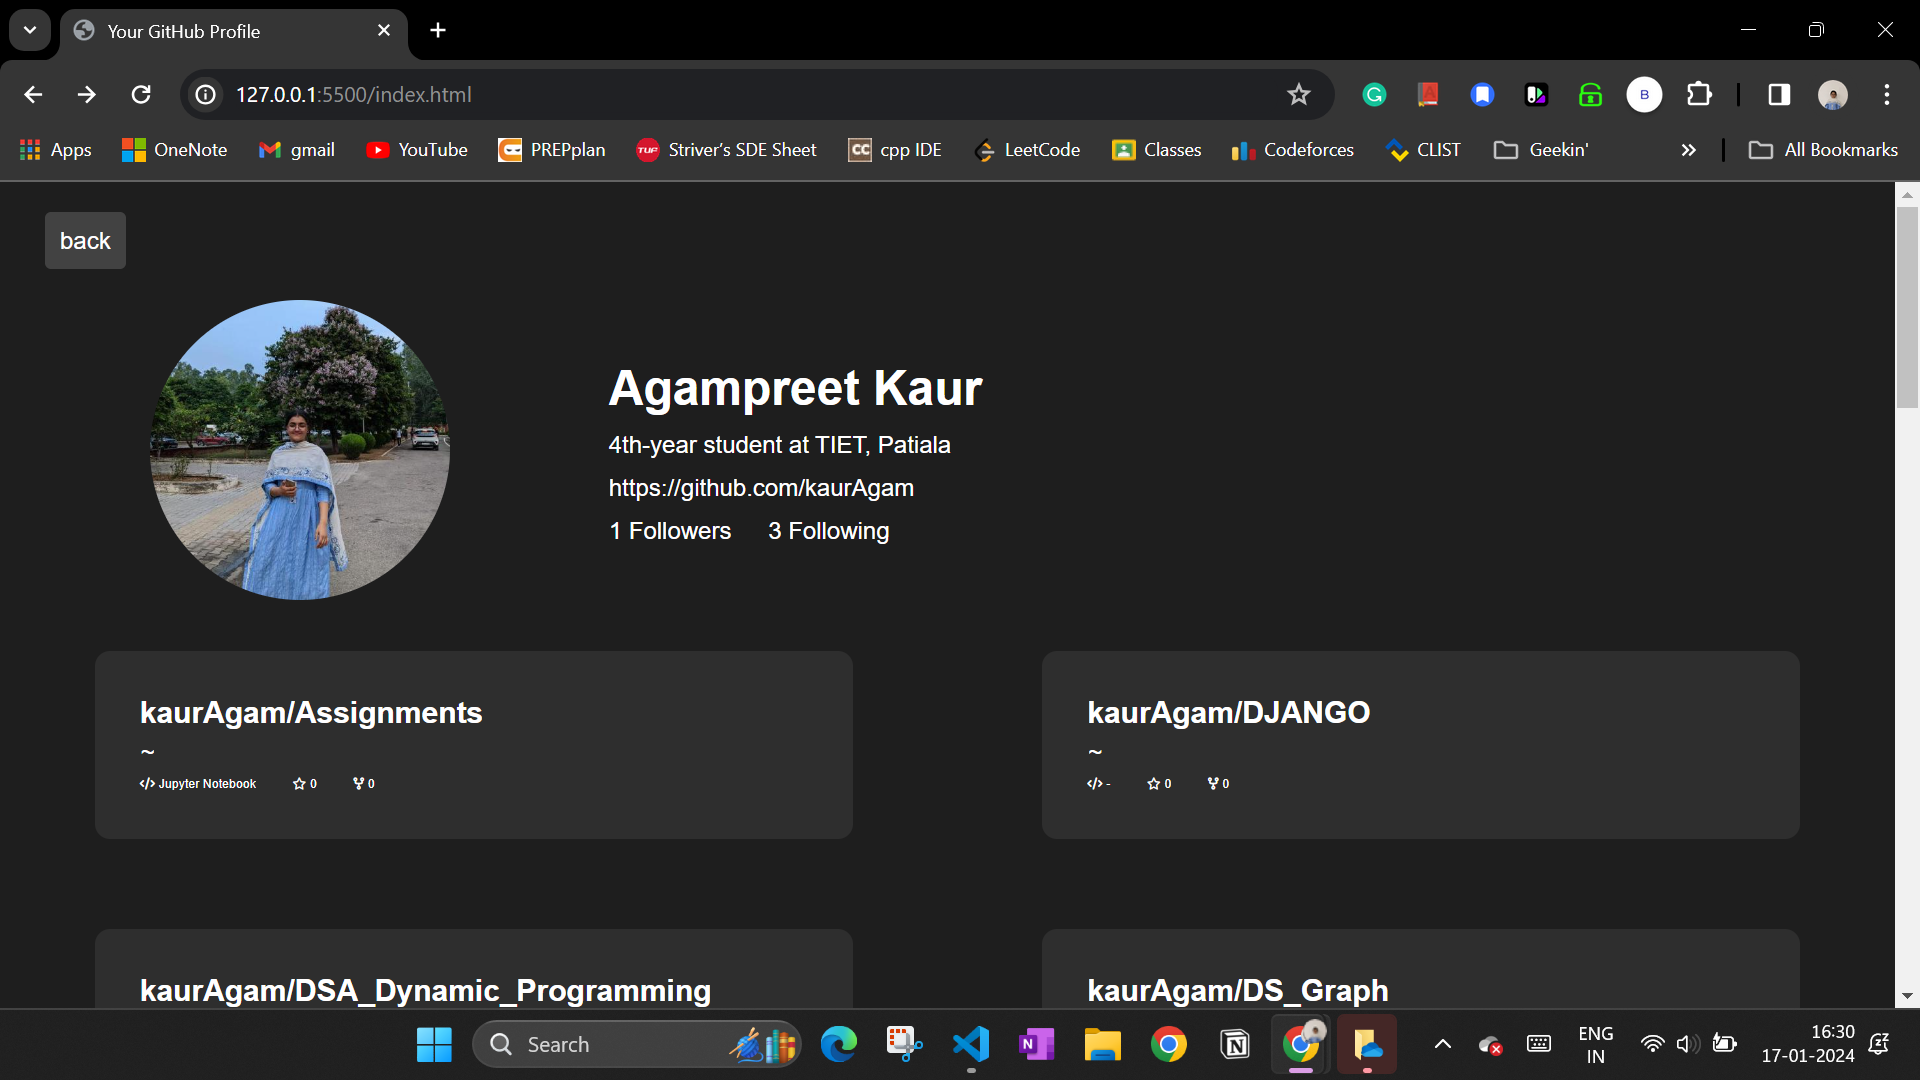 Your GitHub Profile
127.0.0.1:5500/index.html
B
Apps OneNote gmail YouTube PREPplan TUF Striver's SDE Sheet CC cpp IDE LeetCode Classes Codeforces CLIST Geekin' » All Bookmarks
back
Agampreet Kaur
4th-year student at TIET, Patiala
https://github.com/kaurAgam
1 Followers 3 Following
kaurAgam/Assignments
~
</> Jupyter Notebook 0 0
kaurAgam/DJANGO
~
</> - 0 0
kaurAgam/DSA_Dynamic_Programming
kaurAgam/DS_Graph
Search
ENG
IN
16:30
17-01-2024